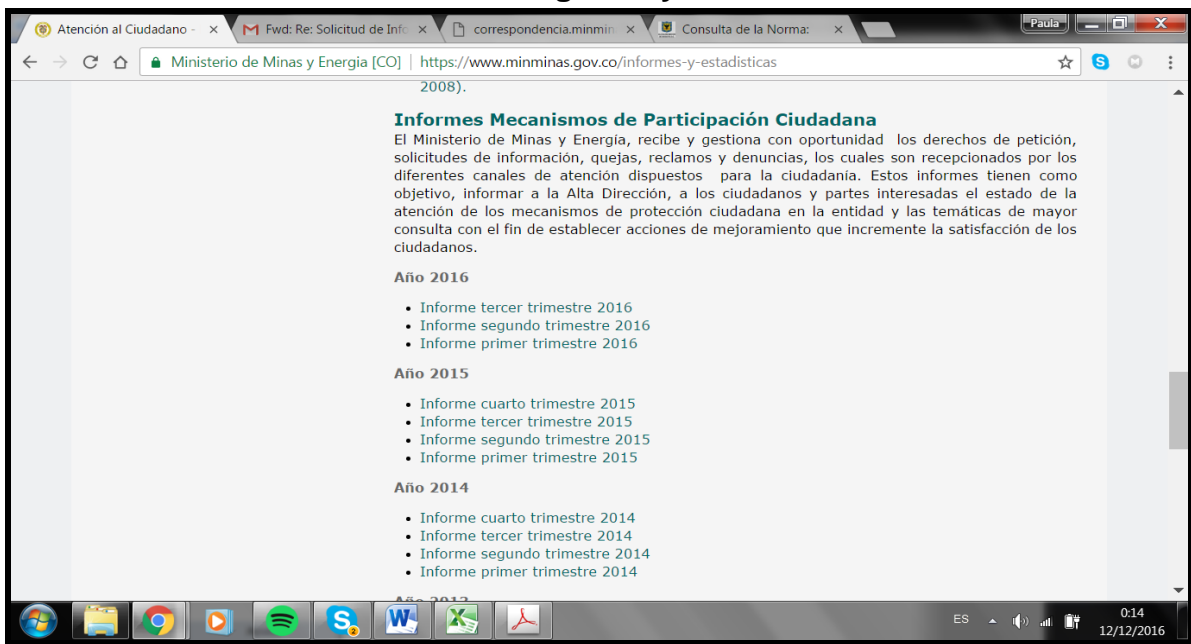 Paula
Atención al Ciudadano -
Fwd: Re: Solicitud de Info
correspondencia.minmin
Consulta de la Norma:
Ministerio de Minas y Energia [CO] | https://www.minminas.gov.co/informes-y-estadisticas
2008).
Informes Mecanismos de Participación Ciudadana
El Ministerio de Minas y Energía, recibe y gestiona con oportunidad los derechos de petición,
solicitudes de información, quejas, reclamos y denuncias, los cuales son recepcionados por los
diferentes canales de atención dispuestos para la ciudadanía. Estos informes tienen como
objetivo, informar a la Alta Dirección, a los ciudadanos y partes interesadas el estado de la
atención de los mecanismos de protección ciudadana en la entidad y las temáticas de mayor
consulta con el fin de establecer acciones de mejoramiento que incremente la satisfacción de los
ciudadanos.
Año 2016
• Informe tercer trimestre 2016
• Informe segundo trimestre 2016
• Informe primer trimestre 2016
Año 2015
• Informe cuarto trimestre 2015
• Informe tercer trimestre 2015
• Informe segundo trimestre 2015
• Informe primer trimestre 2015
Año 2014
• Informe cuarto trimestre 2014
• Informe tercer trimestre 2014
• Informe segundo trimestre 2014
• Informe primer trimestre 2014
Año 2013
ES
0:14
12/12/2016